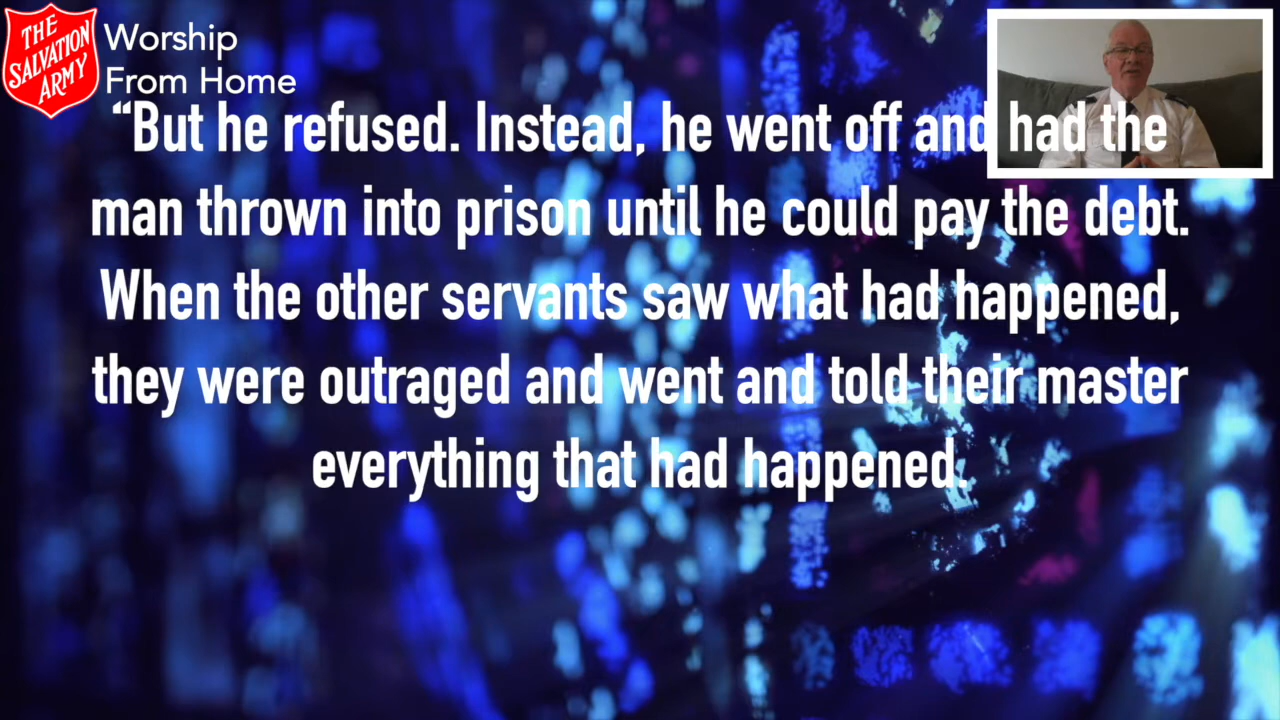 THE
SALVATION
ARMY
Worship
From Home
“But he refused. Instead, he went off and had the
man thrown into prison until he could pay the debt.
When the other servants saw what had happened,
they were outraged and went and told their master
everything that had happened.